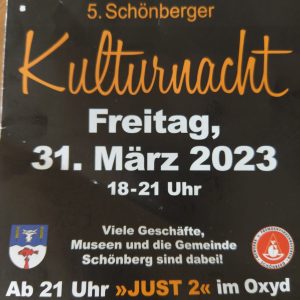 5. Schönberger
Kulturnacht
Freitag,
31. März 2023
18-21 Uhr
Viele Geschäfte,
Museen und die Gemeinde
Schönberg sind dabei!
Ab 21 Uhr »JUST 2« im Oxyd